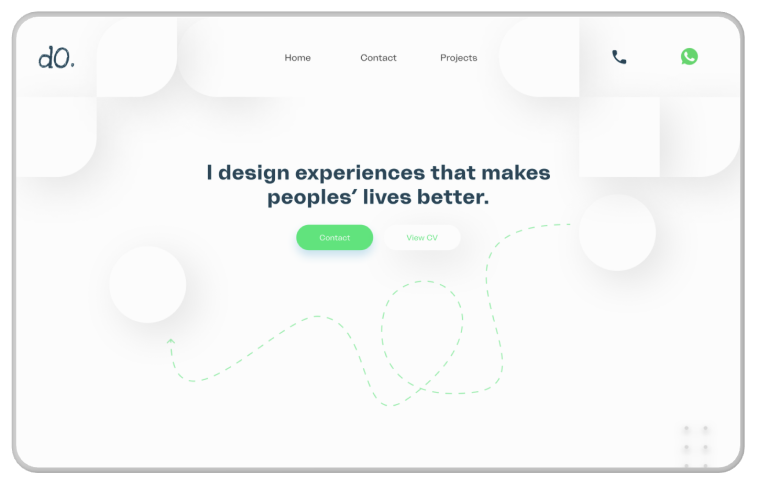 dO.
Home
Contact
Projects
I design experiences that makes
peoples’ lives better.
Contact
View CV